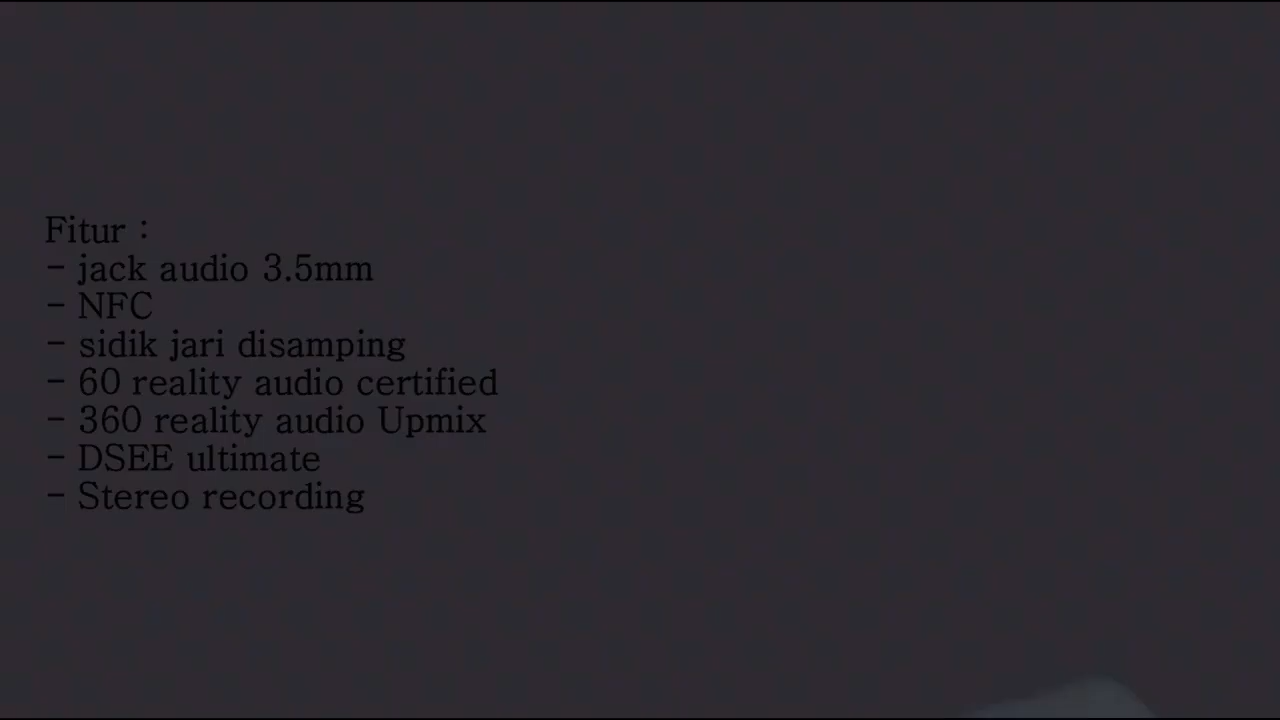 Fitur :
- jack audio 3.5mm
- NFC
- sidik jari disamping
- 60 reality audio certified
- 360 reality audio Upmix
- DSEE ultimate
- Stereo recording